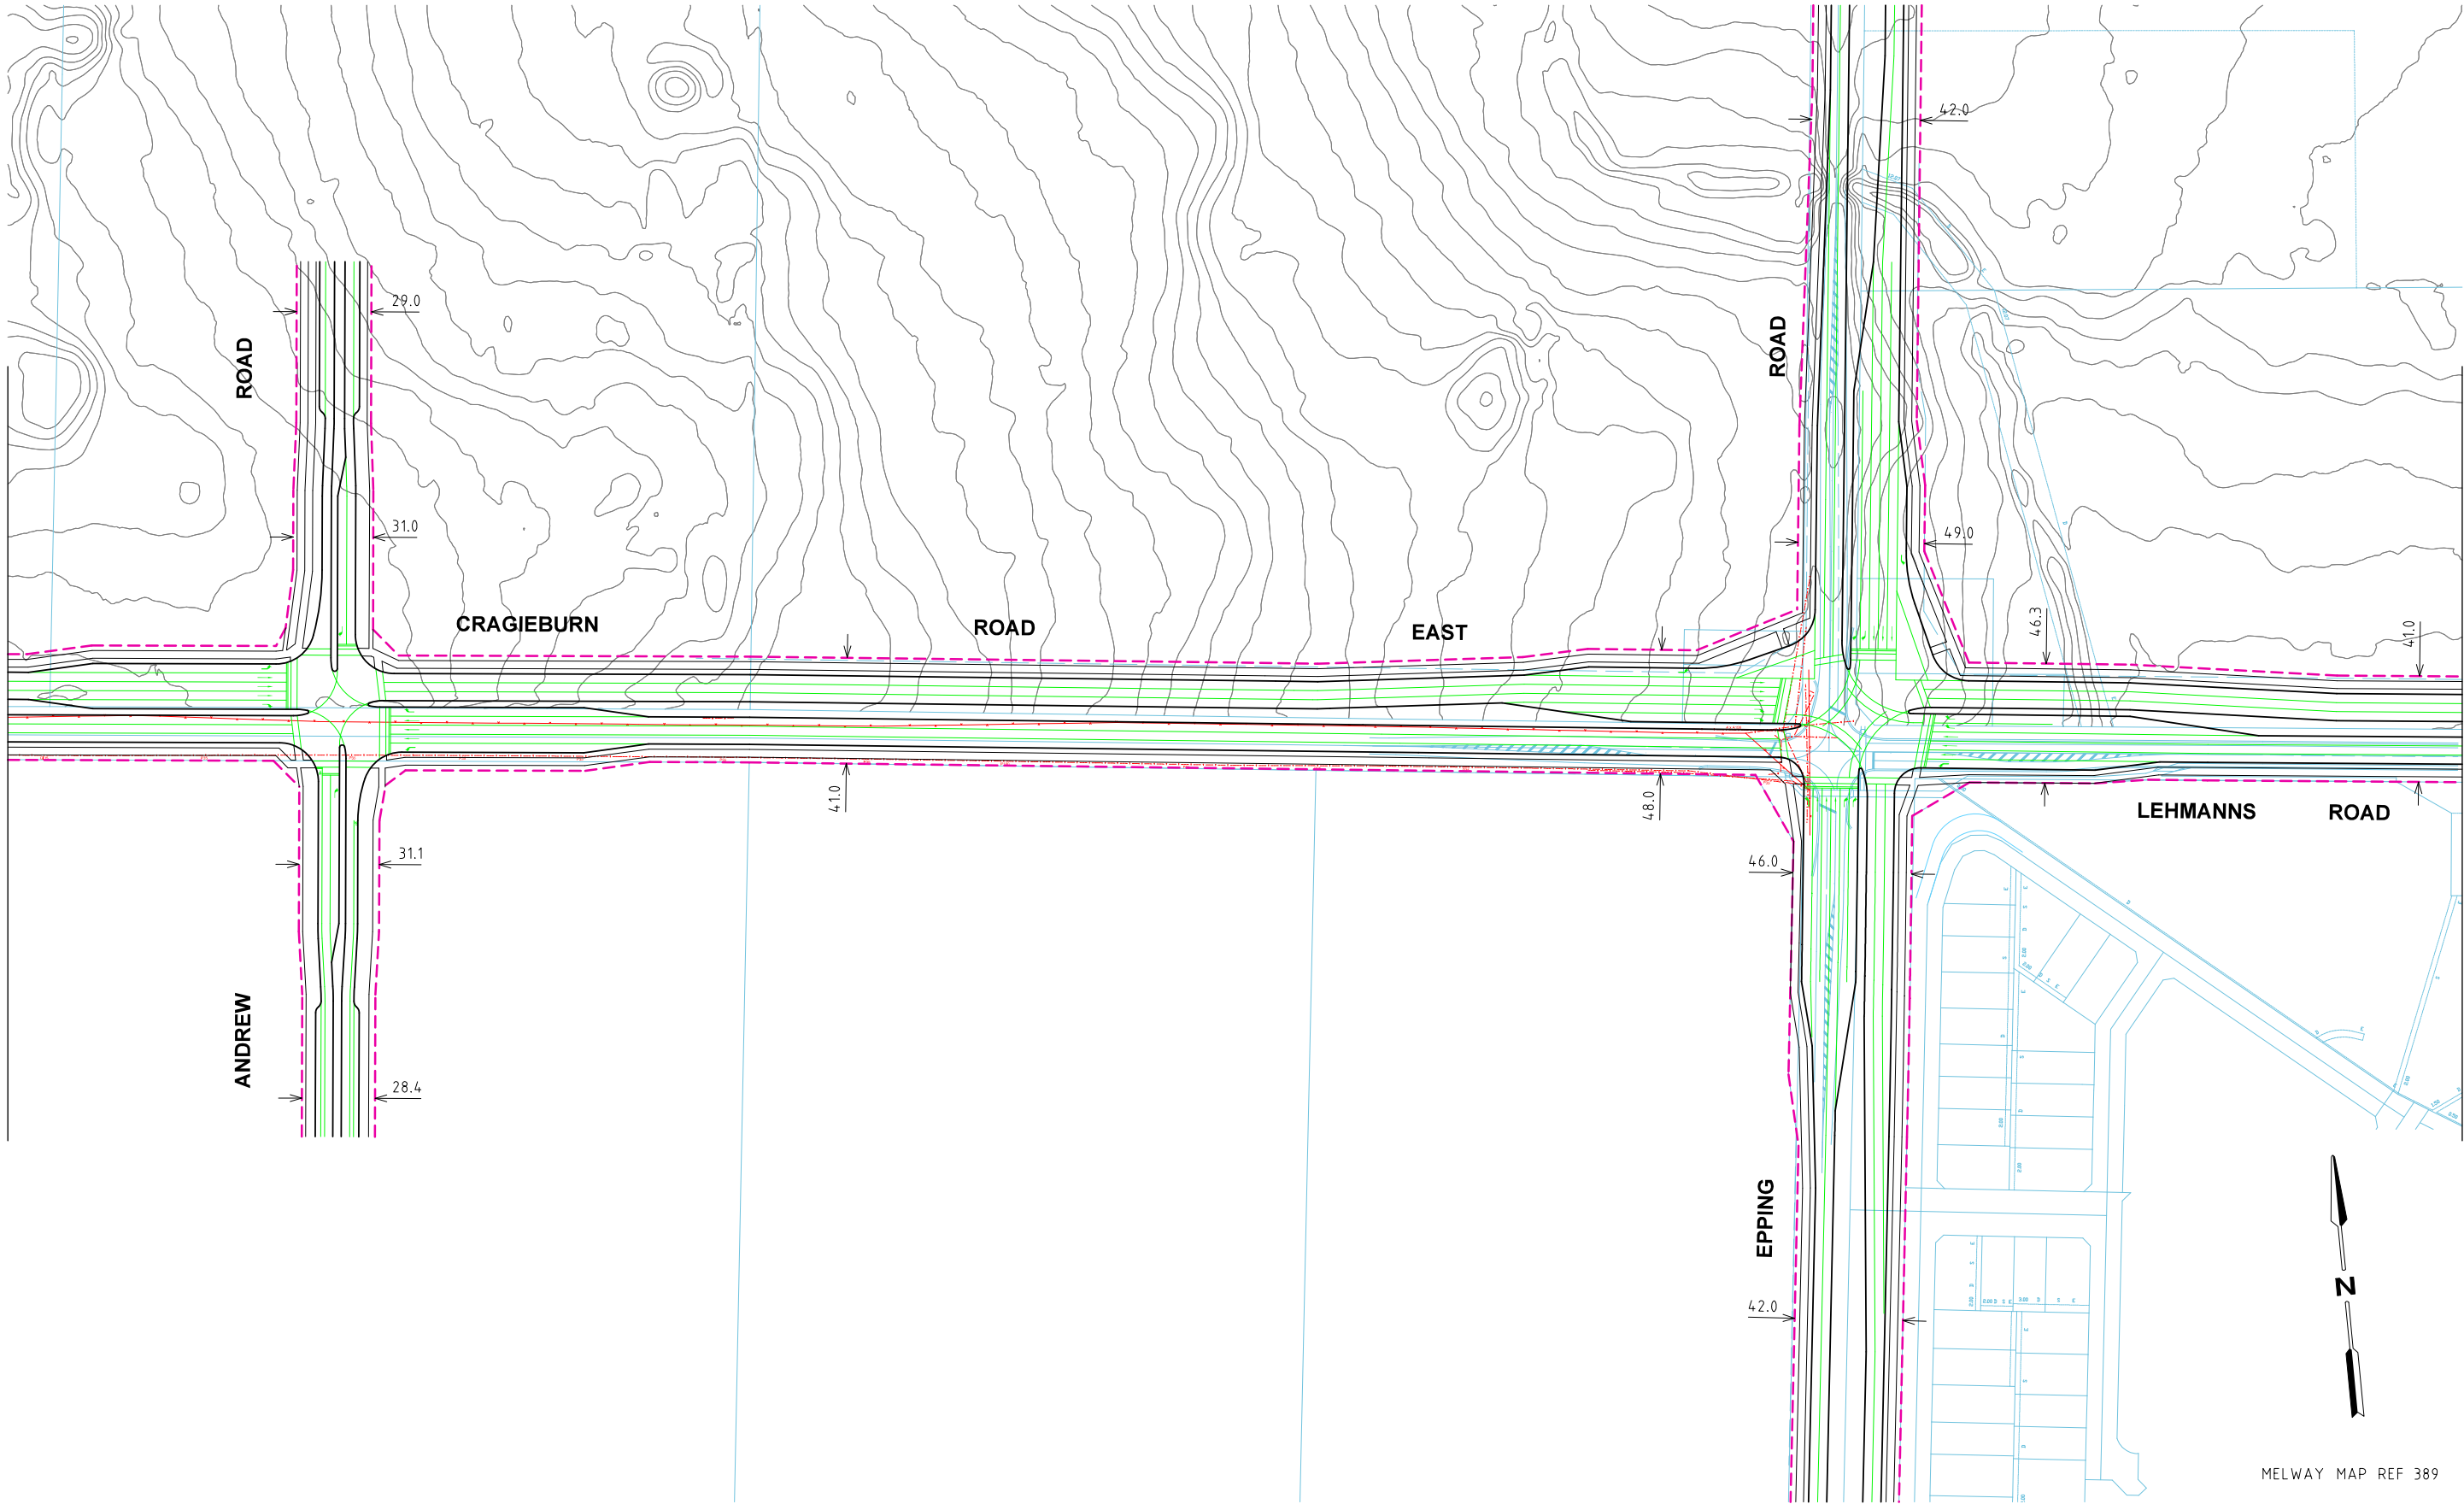 42.0
29.0
ROAD
ROAD
31.0
49.0
CRAGIEBURN ROAD EAST
46.3
41.0
41.0
48.0
LEHMANNS ROAD
31.1
46.0
ANDREW
28.4
EPPING
42.0
N
MELWAY MAP REF 389